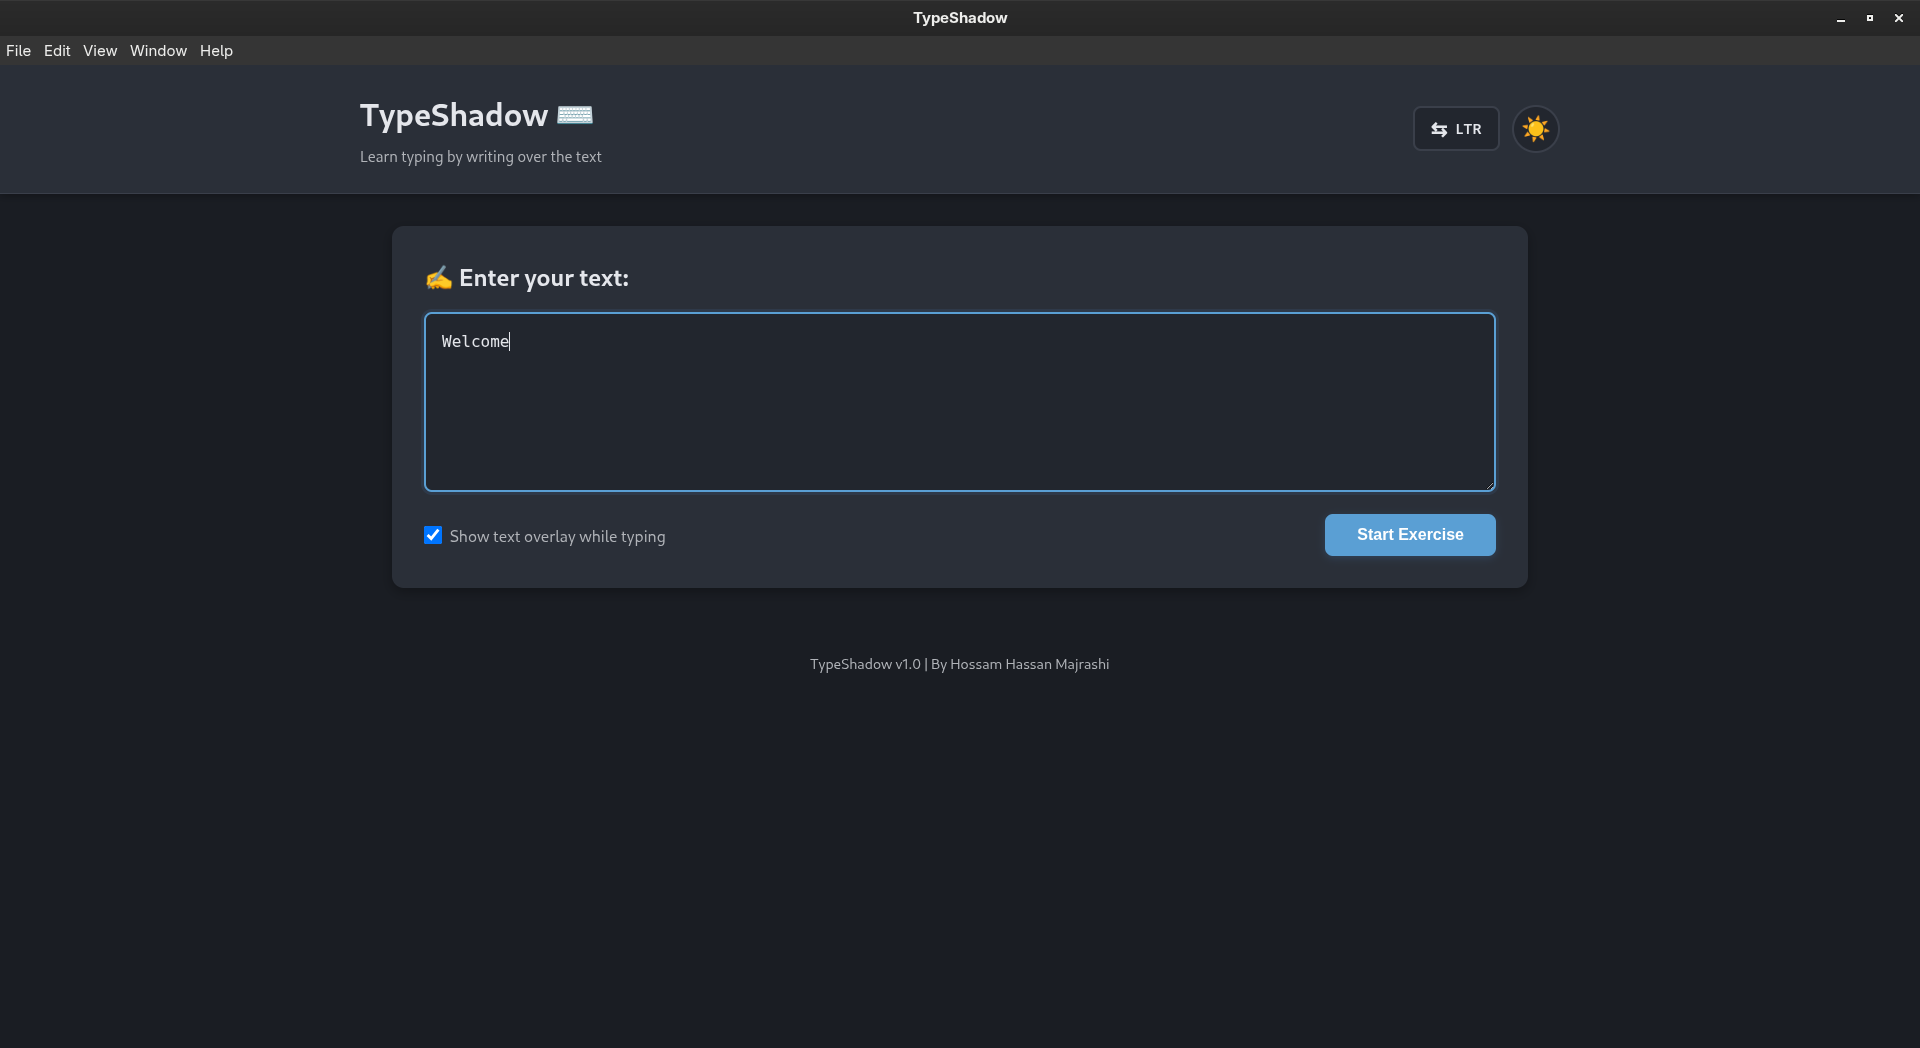 TypeShadow
File Edit View Window Help
TypeShadow ⌨️
Learn typing by writing over the text
⇆ LTR
✍️ Enter your text:
Welcome
Show text overlay while typing
Start Exercise
TypeShadow v1.0 | By Hossam Hassan Majrashi